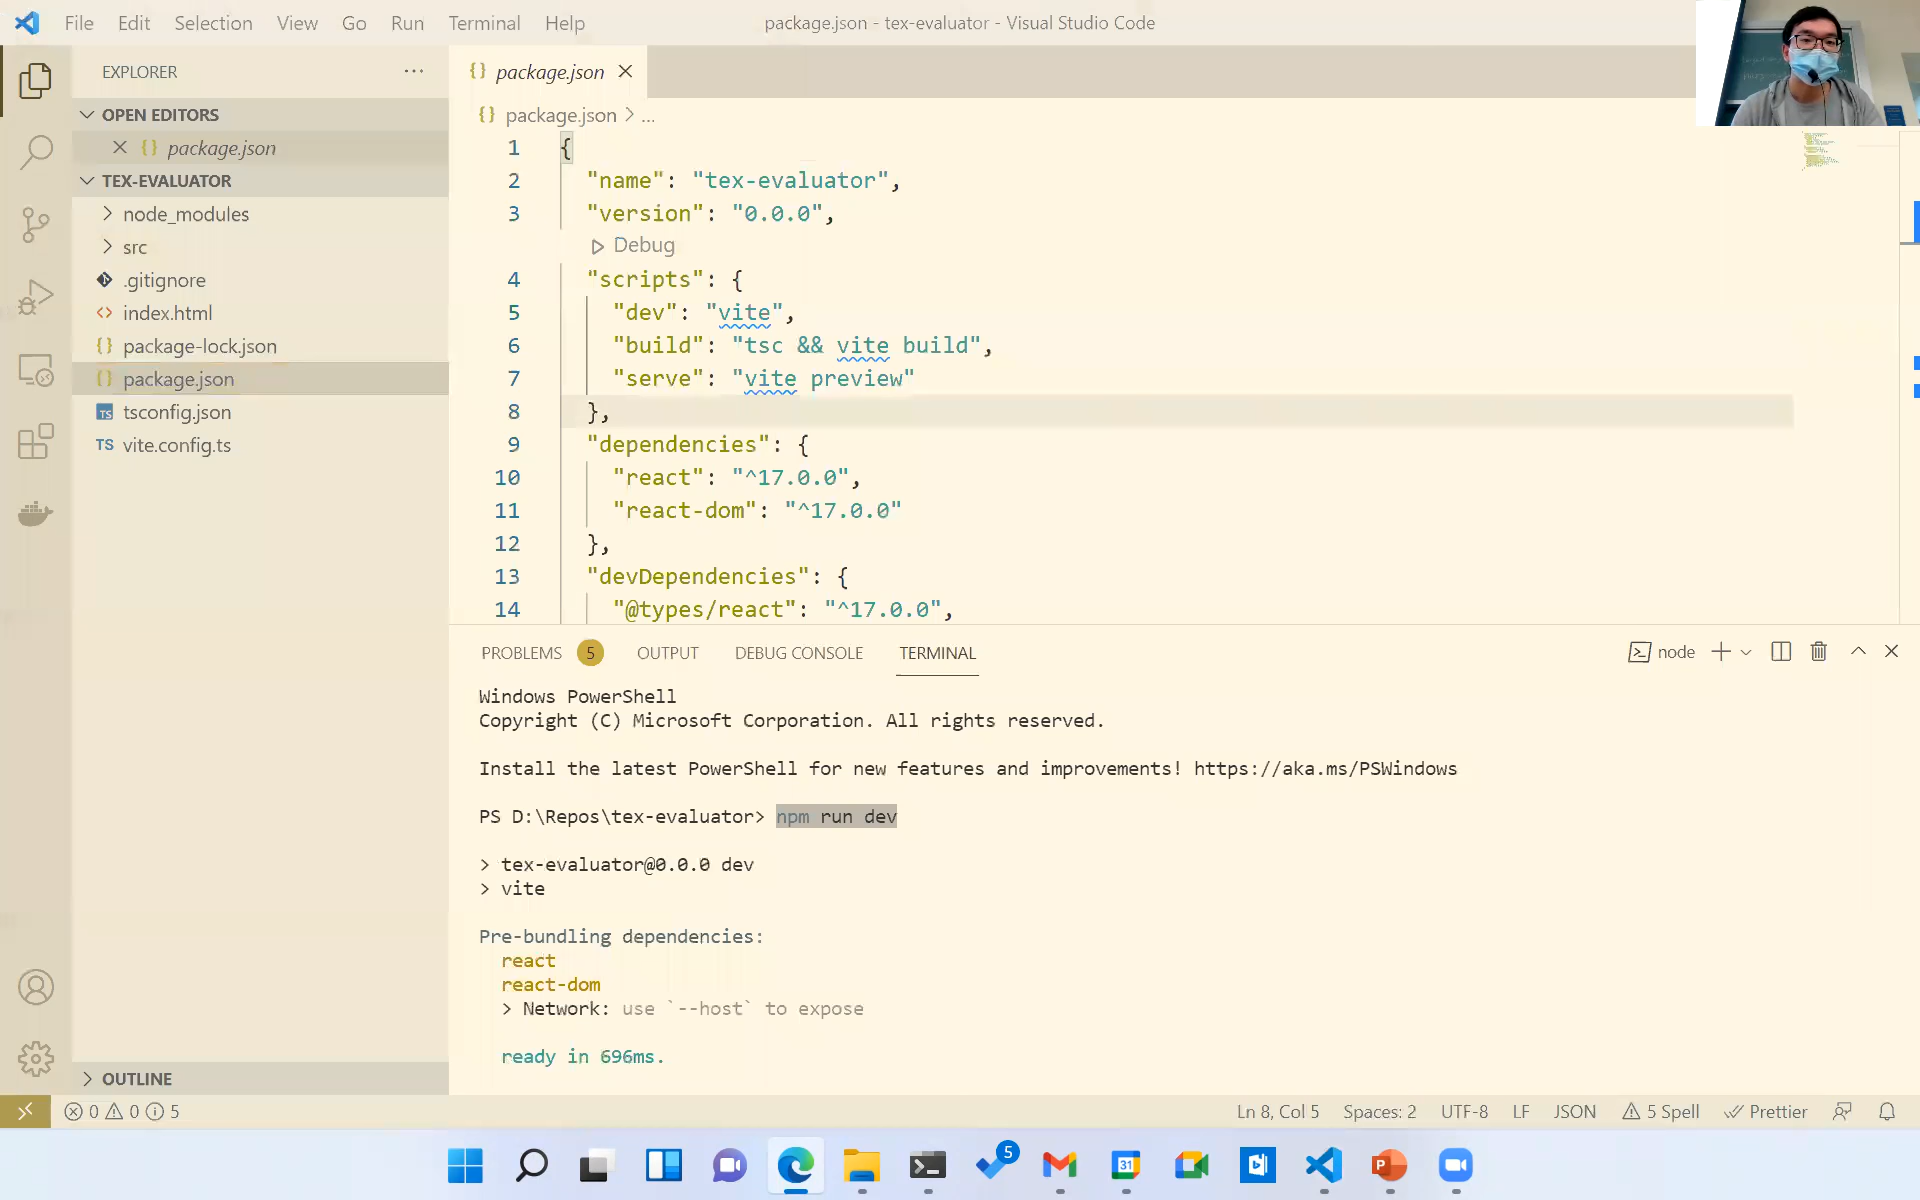 File Edit Selection View Go Run Terminal Help
package.json - tex-evaluator - Visual Studio Code
EXPLORER
OPEN EDITORS
{} package.json
TEX-EVALUATOR
node_modules
src
.gitignore
<> index.html
{} package-lock.json
{} package.json
TS tsconfig.json
TS vite.config.ts
OUTLINE
{} package.json
{} package.json > ...
1 {
2 "name": "tex-evaluator",
3 "version": "0.0.0",
Debug
4 "scripts": {
5 "dev": "vite",
6 "build": "tsc && vite build",
7 "serve": "vite preview"
8 },
9 "dependencies": {
10 "react": "^17.0.0",
11 "react-dom": "^17.0.0"
12 },
13 "devDependencies": {
14 "@types/react": "^17.0.0",
PROBLEMS 5 OUTPUT DEBUG CONSOLE TERMINAL
node
Windows PowerShell
Copyright (C) Microsoft Corporation. All rights reserved.
Install the latest PowerShell for new features and improvements! https://aka.ms/PSWindows
PS D:\Repos\tex-evaluator> npm run dev
> tex-evaluator@0.0.0 dev
> vite
Pre-bundling dependencies:
react
react-dom
> Network: use `--host` to expose
ready in 696ms.
0 0 5
Ln 8, Col 5 Spaces: 2 UTF-8 LF JSON 5 Spell Prettier
5
31
P